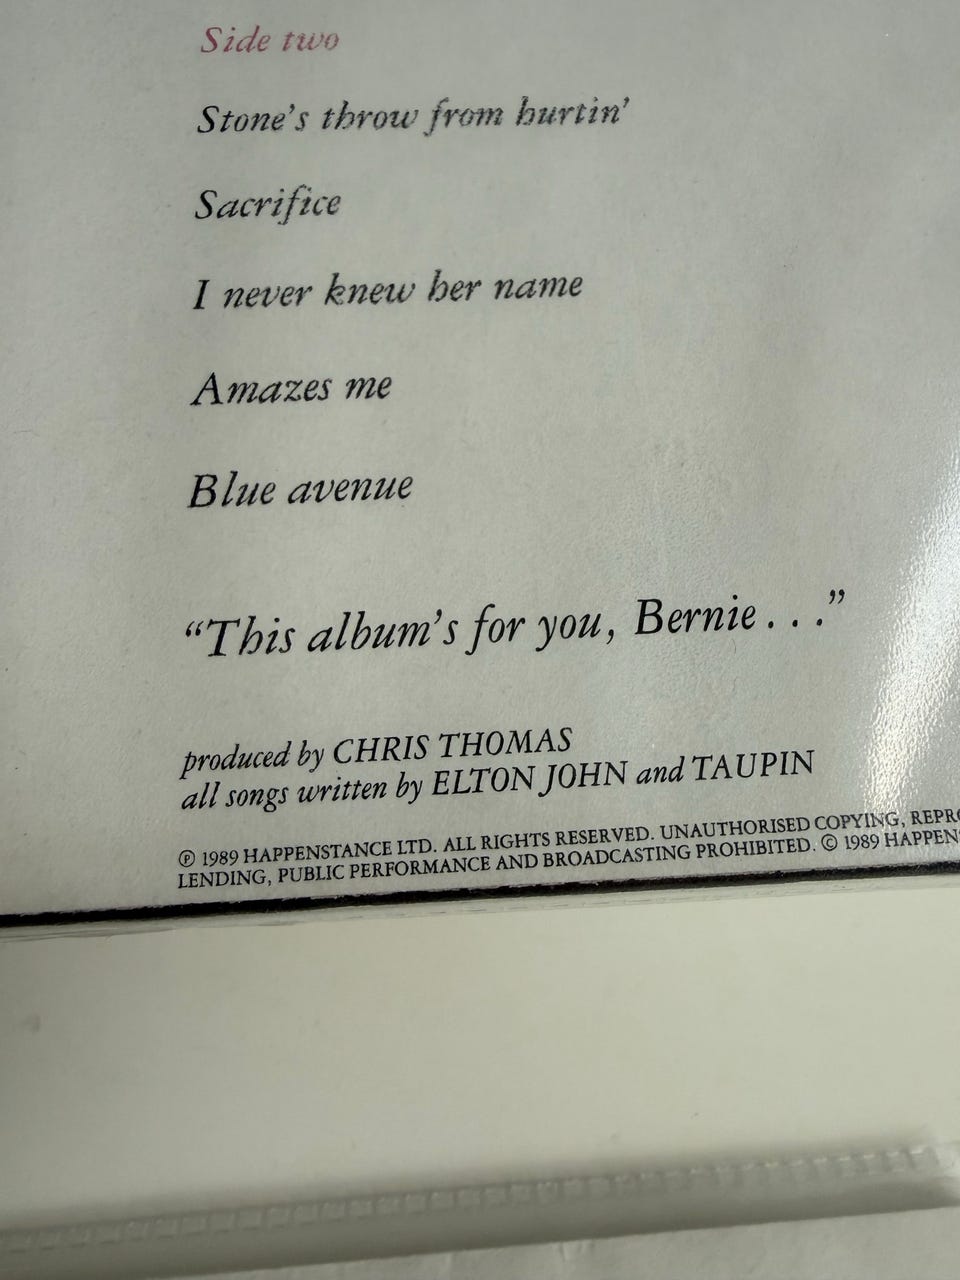 Side two
Stone's throw from hurtin'
Sacrifice
I never knew her name
Amazes me
Blue avenue
“This album's for you, Bernie . . .”
produced by CHRIS THOMAS
all songs written by ELTON JOHN and TAUPIN
℗ 1989 HAPPENSTANCE LTD. ALL RIGHTS RESERVED. UNAUTHORISED COPYING,
LENDING, PUBLIC PERFORMANCE AND BROADCASTING PROHIBITED. © 1989